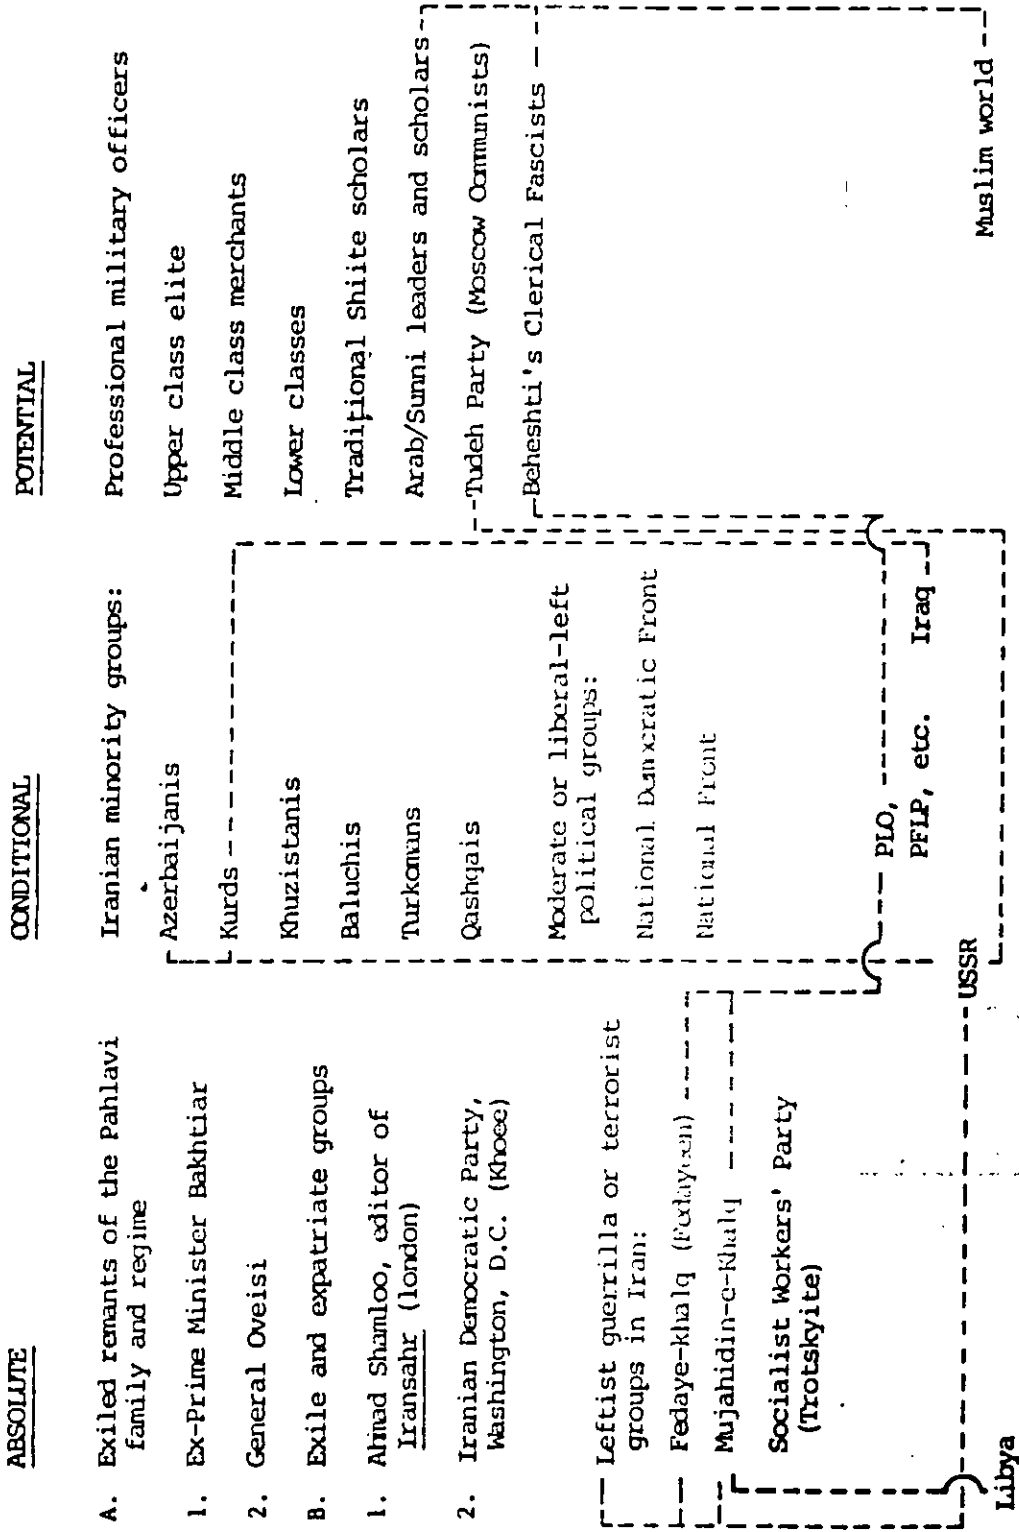 ABSOLUTE
A. Exiled remants of the Pahlavi
family and regime
1. Ex-Prime Minister Bakhtiar
2. General Oveisi
B. Exile and expatriate groups
1. Ahmad Shamloo, editor of
Iransahr (london)
2. Iranian Democratic Party,
Washington, D.C. (Khoee)
Leftist guerrilla or terrorist
groups in Iran:
Fedaye-khalq (Fedayeen)
Mujahidin-e-Khalq
Socialist Workers' Party
(Trotskyite)
Libya
USSR
CONDITIONAL
Iranian minority groups:
Azerbaijanis
Kurds
Khuzistanis
Baluchis
Turkomans
Qashqais
Moderate or liberal-left
political groups:
National Democratic Front
National Front
PLO,
PFLP, etc.
Iraq
POTENTIAL
Professional military officers
Upper class elite
Middle class merchants
Lower classes
Traditional Shiite scholars
Arab/Sunni leaders and scholars
Tudeh Party (Moscow Communists)
Beheshti's Clerical Fascists
Muslim world